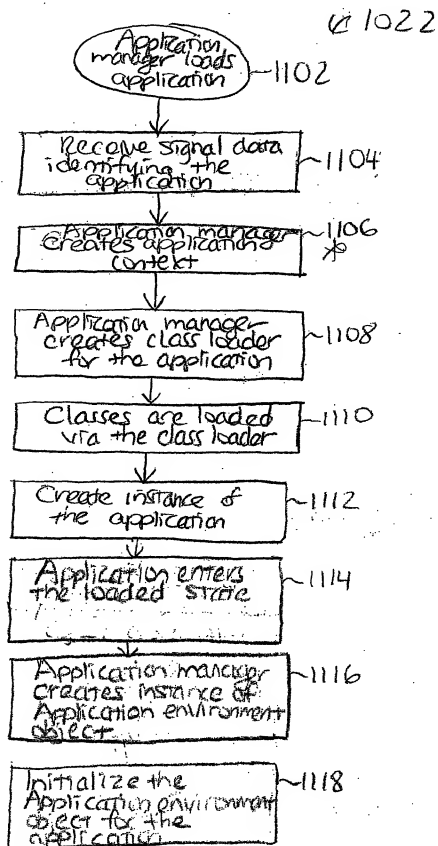 1022
Application
manager loads
application
1102
Receive signal data
identifying the
application
1104
Application manager
creates application
context
1106
*
Application manager
creates class loader
for the application
1108
Classes are loaded
via the class loader
1110
Create instance of
the application
1112
Application enters
the loaded state
1114
Application manager
creates instance of
Application environment
object
1116
Initialize the
Application environment
object for the
application
1118